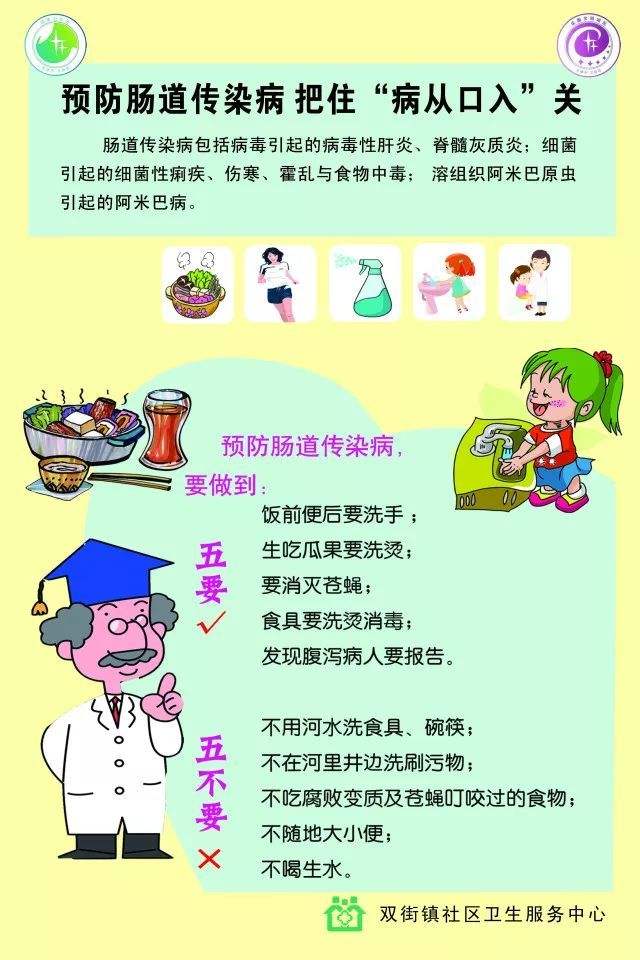 预防肠道传染病 把住“病从口入”关
肠道传染病包括病毒引起的病毒性肝炎、脊髓灰质炎；细菌
引起的细菌性痢疾、伤寒、霍乱与食物中毒； 溶组织阿米巴原虫
引起的阿米巴病。
预防肠道传染病，
要做到：
五要
饭前便后要洗手；
生吃瓜果要洗烫；
要消灭苍蝇；
食具要洗烫消毒；
发现腹泻病人要报告。
五不要
不用河水洗食具、碗筷；
不在河里井边洗刷污物；
不吃腐败变质及苍蝇叮咬过的食物；
不随地大小便；
不喝生水。
双街镇社区卫生服务中心